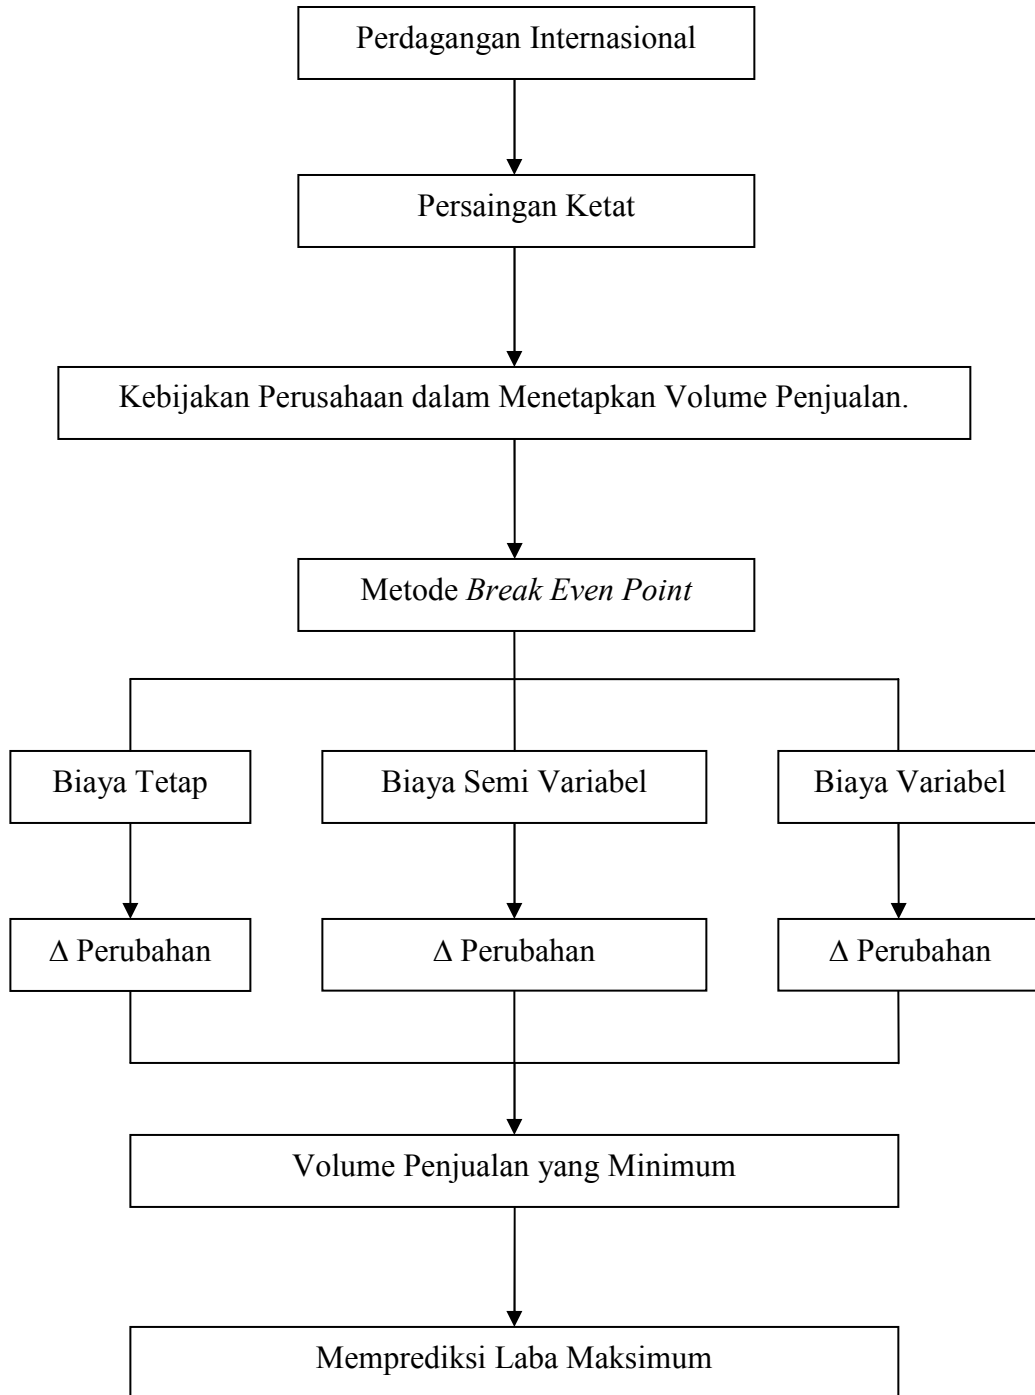 Perdagangan Internasional
Persaingan Ketat
Kebijakan Perusahaan dalam Menetapkan Volume Penjualan.
Metode Break Even Point
Biaya Tetap
Biaya Semi Variabel
Biaya Variabel
Δ Perubahan
Δ Perubahan
Δ Perubahan
Volume Penjualan yang Minimum
Memprediksi Laba Maksimum